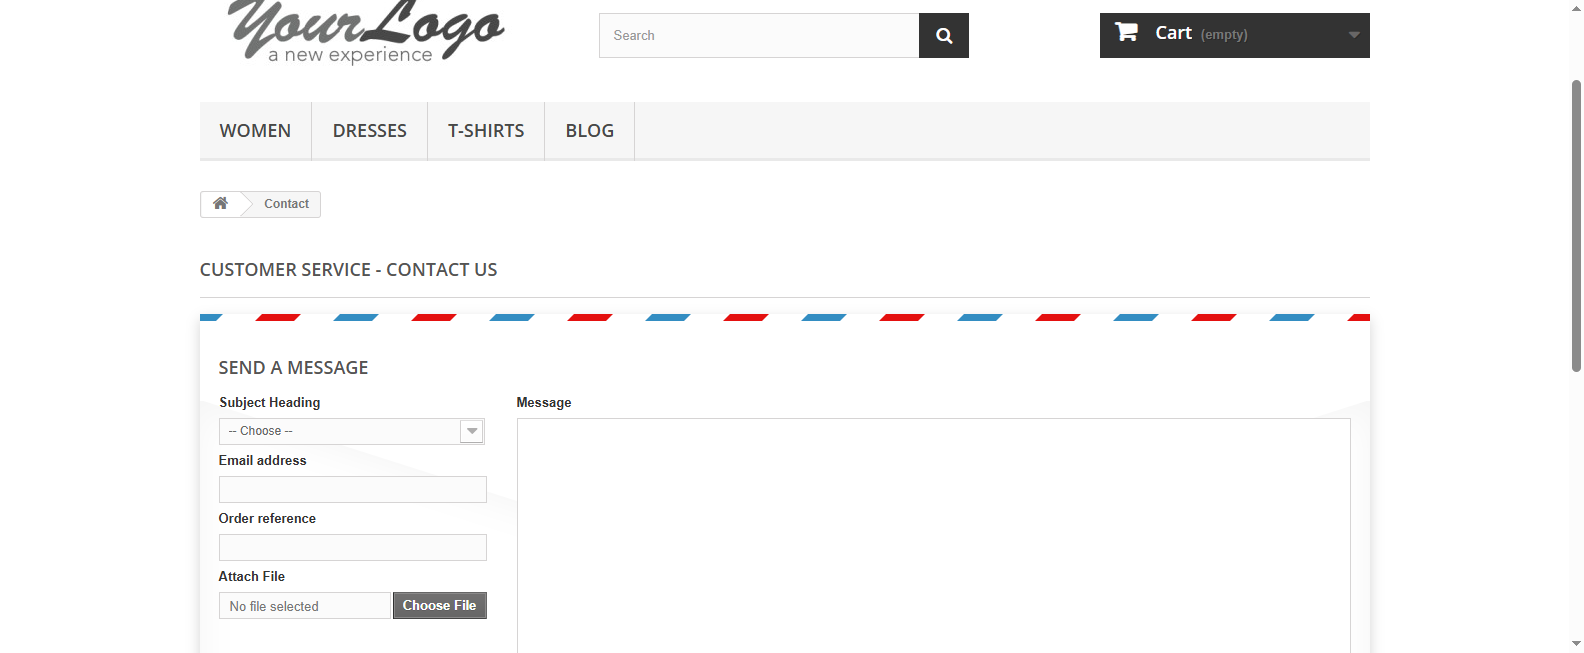 YourLogo
a new experience
Search
Cart (empty)
WOMEN DRESSES T-SHIRTS BLOG
Contact
CUSTOMER SERVICE - CONTACT US
SEND A MESSAGE
Subject Heading
-- Choose --
Email address
Order reference
Attach File
No file selected Choose File
Message